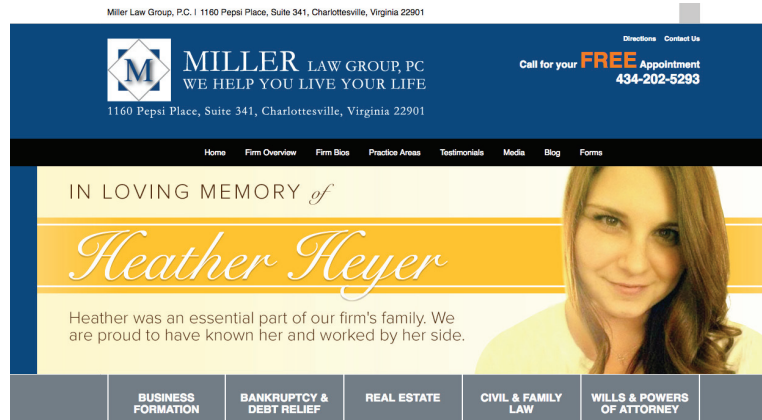 Miller Law Group, P.C. | 1160 Pepsi Place, Suite 341, Charlottesville, Virginia 22901
Directions Contact Us
M
MILLER LAW GROUP, PC
WE HELP YOU LIVE YOUR LIFE
1160 Pepsi Place, Suite 341, Charlottesville, Virginia 22901
Call for your FREE Appointment
434-202-5293
Home Firm Overview Firm Bios Practice Areas Testimonials Media Blog Forms
IN LOVING MEMORY of
Heather Heyer
Heather was an essential part of our firm's family. We
are proud to have known her and worked by her side.
BUSINESS
FORMATION
BANKRUPTCY &
DEBT RELIEF
REAL ESTATE
CIVIL & FAMILY
LAW
WILLS & POWERS
OF ATTORNEY